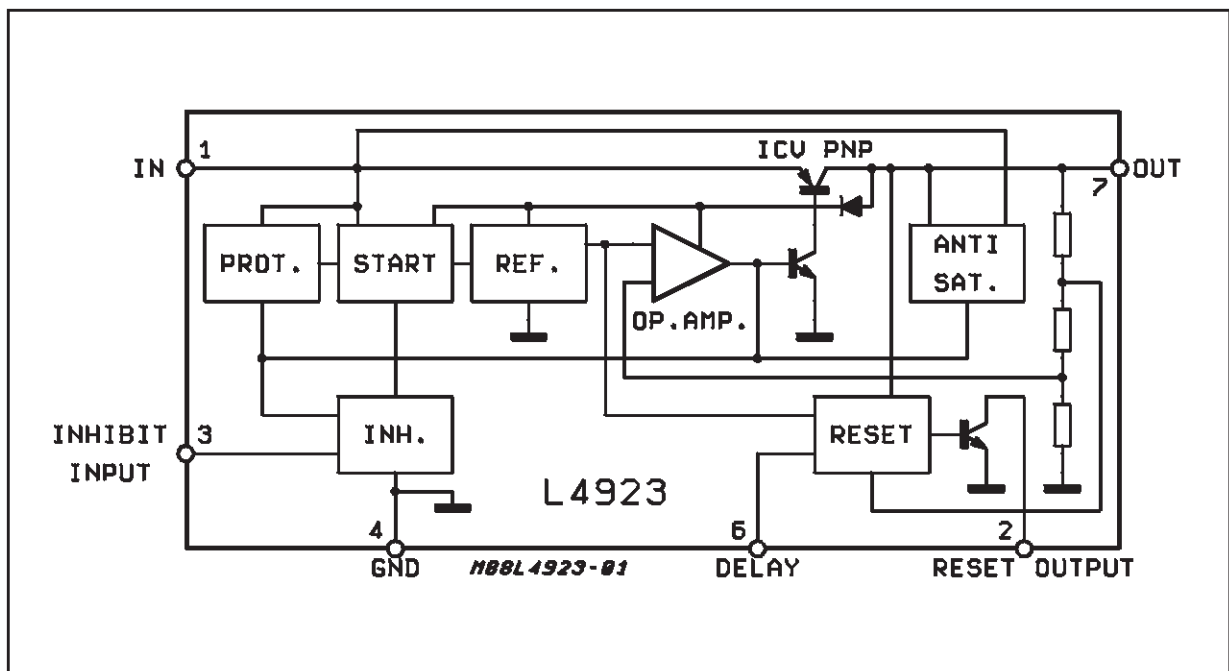 ICV PNP
1
IN
OUT
7
PROT.
START
REF.
ANTI
SAT.
OP.AMP.
INHIBIT
INPUT
3
INH.
RESET
L4923
4
GND
MB8L4923-01
6
DELAY
2
RESET OUTPUT